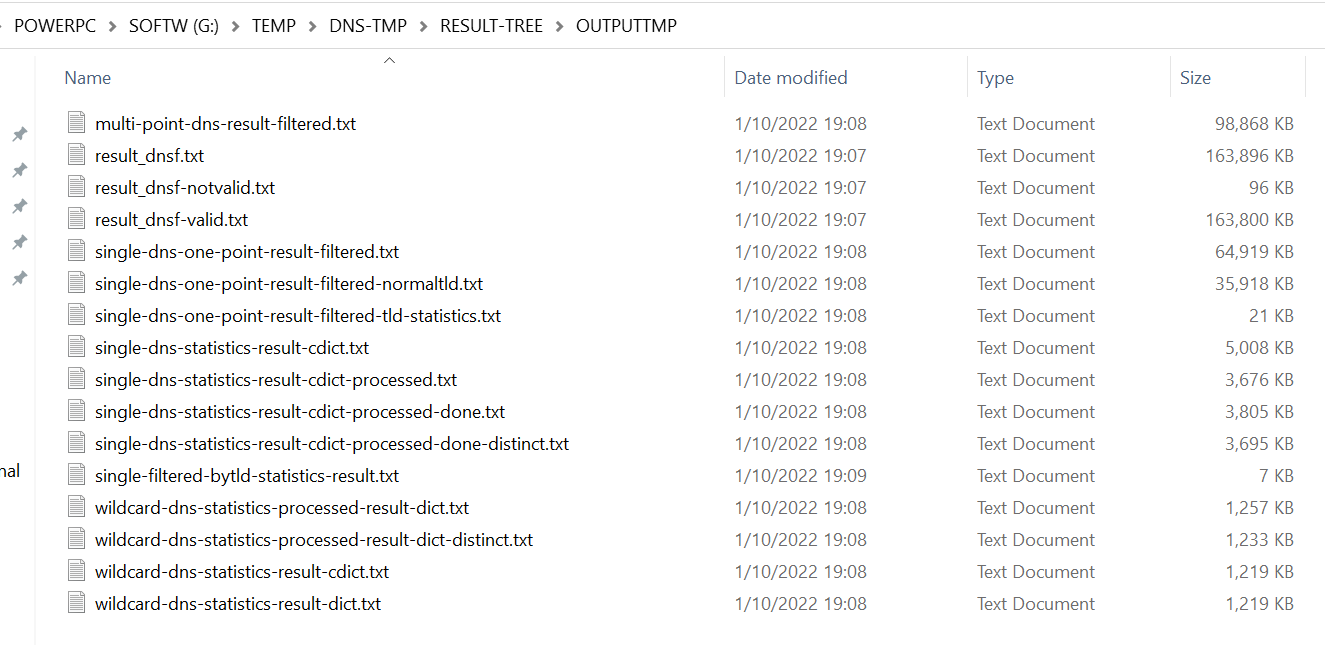 POWERPC > SOFTW (G:) > TEMP > DNS-TMP > RESULT-TREE > OUTPUTTMP
Name Date modified Type Size
multi-point-dns-result-filtered.txt 1/10/2022 19:08 Text Document 98,868 KB
result_dnsf.txt 1/10/2022 19:07 Text Document 163,896 KB
result_dnsf-notvalid.txt 1/10/2022 19:07 Text Document 96 KB
result_dnsf-valid.txt 1/10/2022 19:07 Text Document 163,800 KB
single-dns-one-point-result-filtered.txt 1/10/2022 19:08 Text Document 64,919 KB
single-dns-one-point-result-filtered-normaltld.txt 1/10/2022 19:08 Text Document 35,918 KB
single-dns-one-point-result-filtered-tld-statistics.txt 1/10/2022 19:08 Text Document 21 KB
single-dns-statistics-result-cdict.txt 1/10/2022 19:08 Text Document 5,008 KB
single-dns-statistics-result-cdict-processed.txt 1/10/2022 19:08 Text Document 3,676 KB
single-dns-statistics-result-cdict-processed-done.txt 1/10/2022 19:08 Text Document 3,805 KB
single-dns-statistics-result-cdict-processed-done-distinct.txt 1/10/2022 19:08 Text Document 3,695 KB
nal single-filtered-bytld-statistics-result.txt 1/10/2022 19:09 Text Document 7 KB
wildcard-dns-statistics-processed-result-dict.txt 1/10/2022 19:08 Text Document 1,257 KB
wildcard-dns-statistics-processed-result-dict-distinct.txt 1/10/2022 19:08 Text Document 1,233 KB
wildcard-dns-statistics-result-cdict.txt 1/10/2022 19:08 Text Document 1,219 KB
wildcard-dns-statistics-result-dict.txt 1/10/2022 19:08 Text Document 1,219 KB